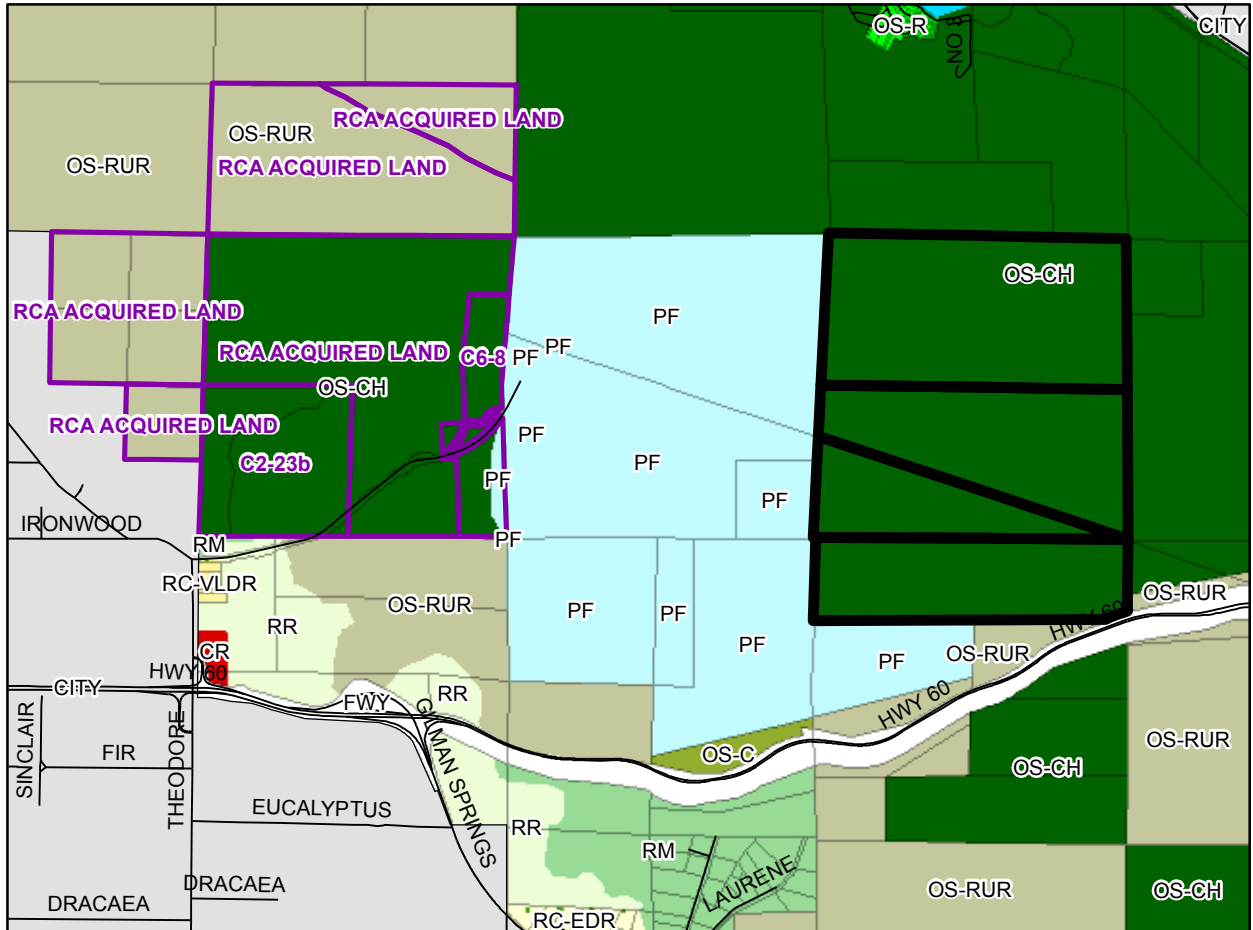 OS-R
NO B
CITY
RCA ACQUIRED LAND
OS-RUR
OS-RUR
RCA ACQUIRED LAND
OS-CH
RCA ACQUIRED LAND
PF
PF
RCA ACQUIRED LAND
C6-8
PF
OS-CH
RCA ACQUIRED LAND
PF
C2-23b
PF
PF
PF
IRONWOOD
PF
RM
RC-VLDR
OS-RUR
OS-RUR
PF
PF
HWY 60
RR
PF
CR
OS-RUR
PF
HWY 60
CITY
RR
FWY
HWY 60
GILMAN SPRINGS
SINCLAIR
THEODORE
FIR
OS-C
OS-RUR
OS-CH
EUCALYPTUS
RR
RM
LAURENE
DRACAEA
DRACAEA
OS-RUR
OS-CH
RC-EDR